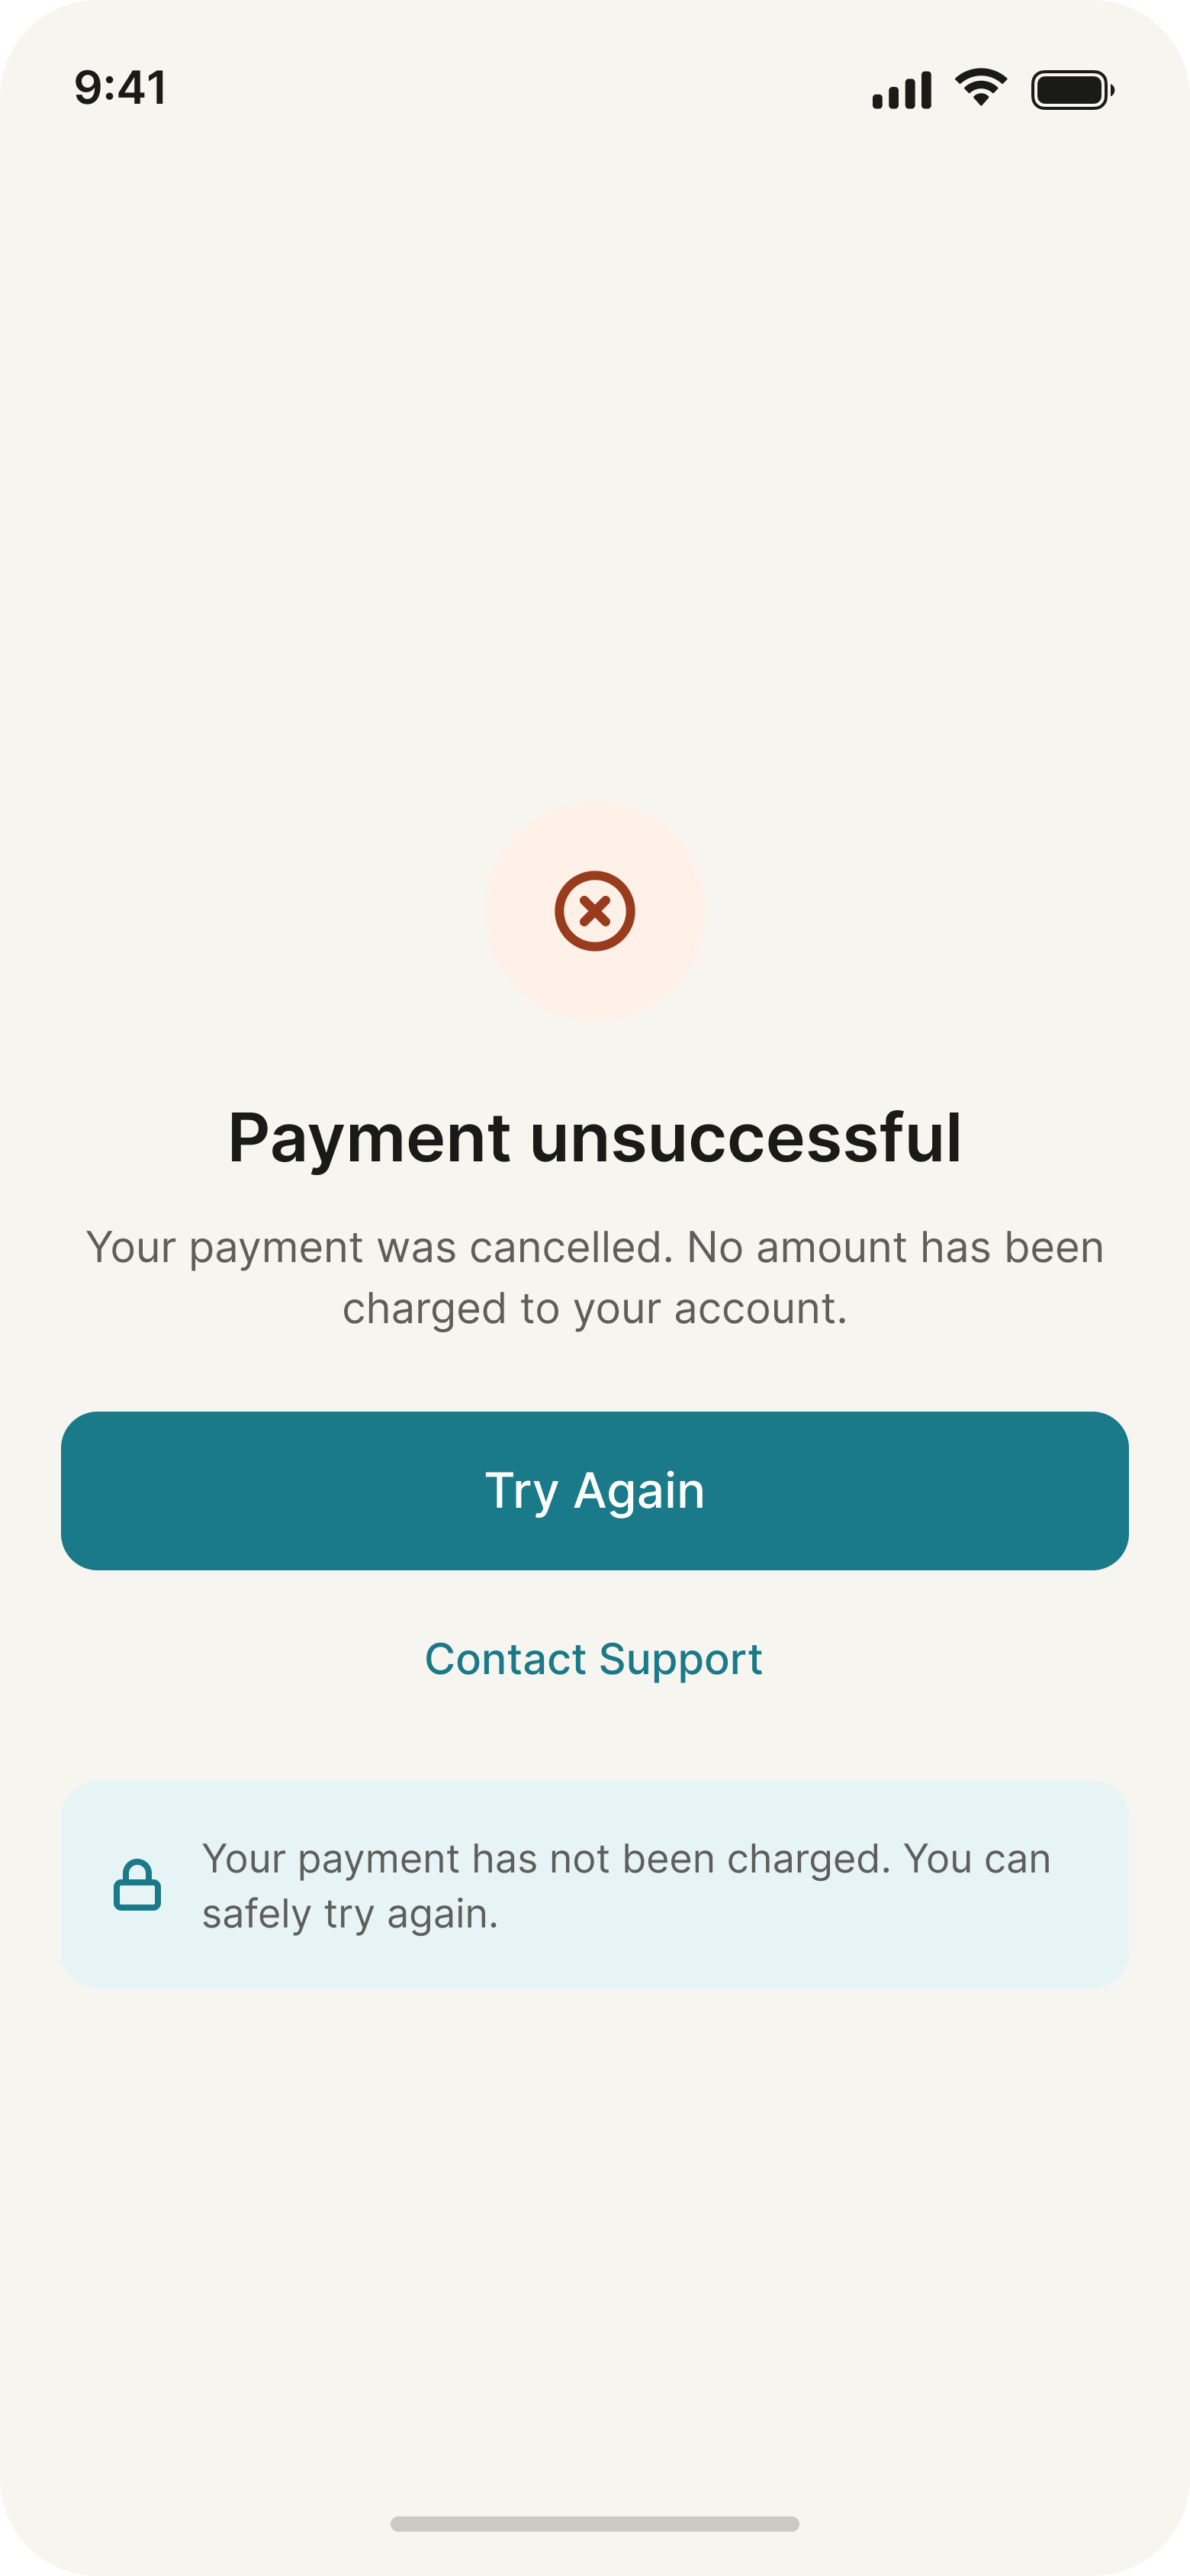 9:41
Payment unsuccessful
Your payment was cancelled. No amount has been
charged to your account.
Try Again
Contact Support
Your payment has not been charged. You can
safely try again.